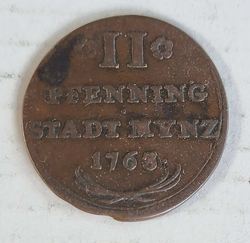 II
PFENNING
STADT MYNZ
1763.